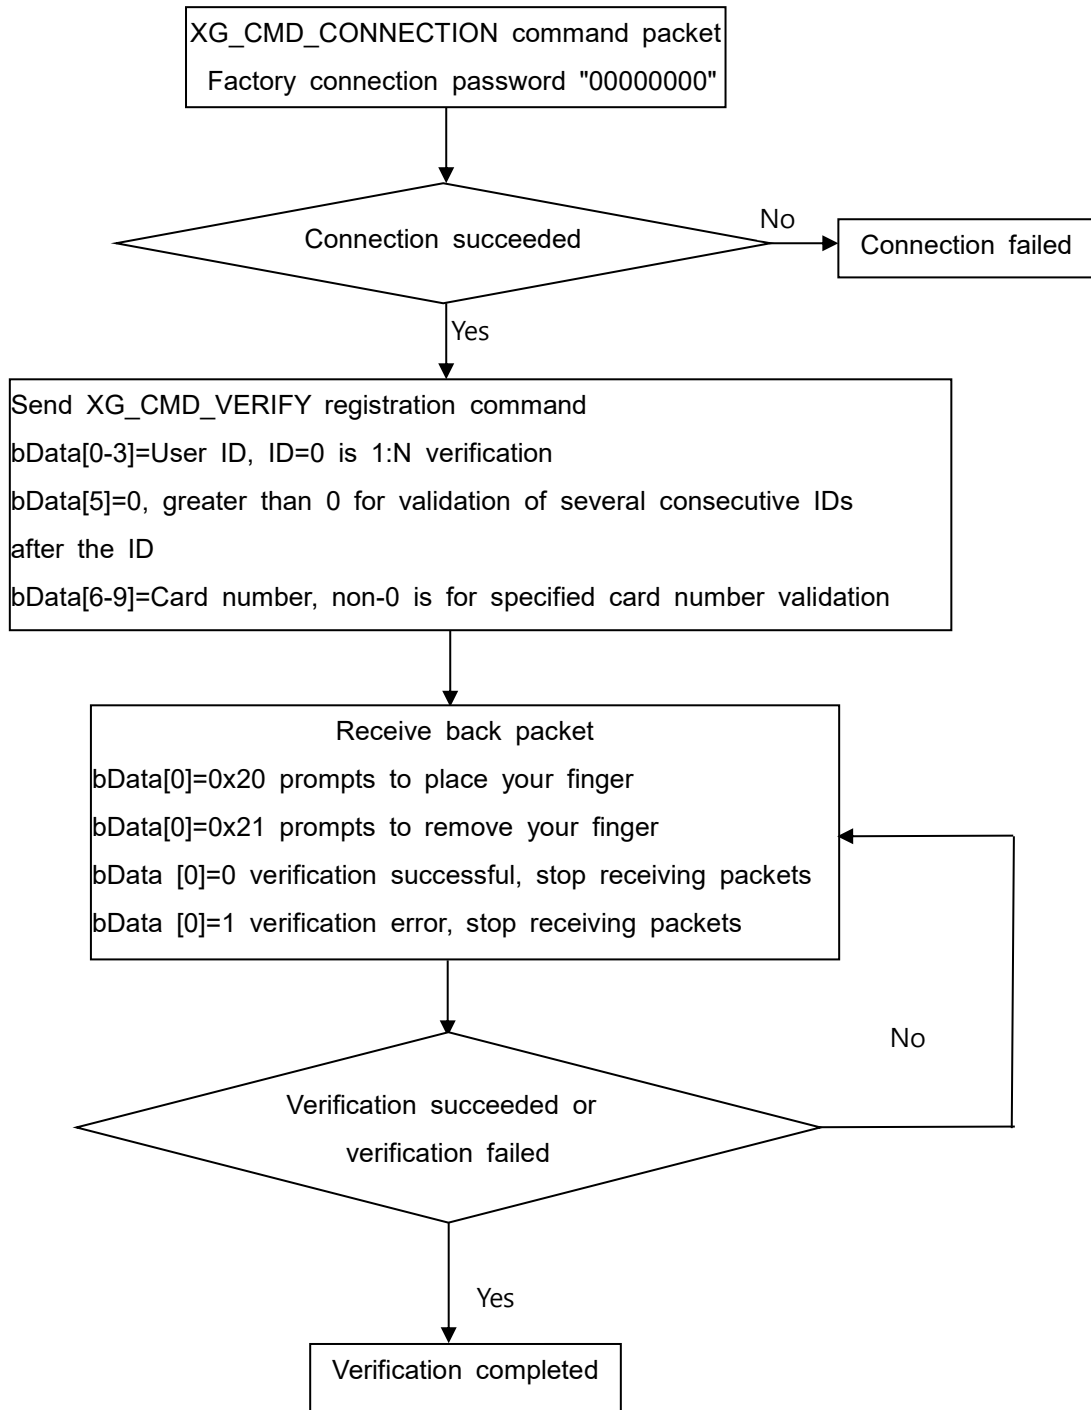 XG_CMD_CONNECTION command packet
Factory connection password "00000000"
Connection succeeded
No
Connection failed
Yes
Send XG_CMD_VERIFY registration command
bData[0-3]=User ID, ID=0 is 1:N verification
bData[5]=0, greater than 0 for validation of several consecutive IDs
after the ID
bData[6-9]=Card number, non-0 is for specified card number validation
Receive back packet
bData[0]=0x20 prompts to place your finger
bData[0]=0x21 prompts to remove your finger
bData [0]=0 verification successful, stop receiving packets
bData [0]=1 verification error, stop receiving packets
No
Verification succeeded or
verification failed
Yes
Verification completed